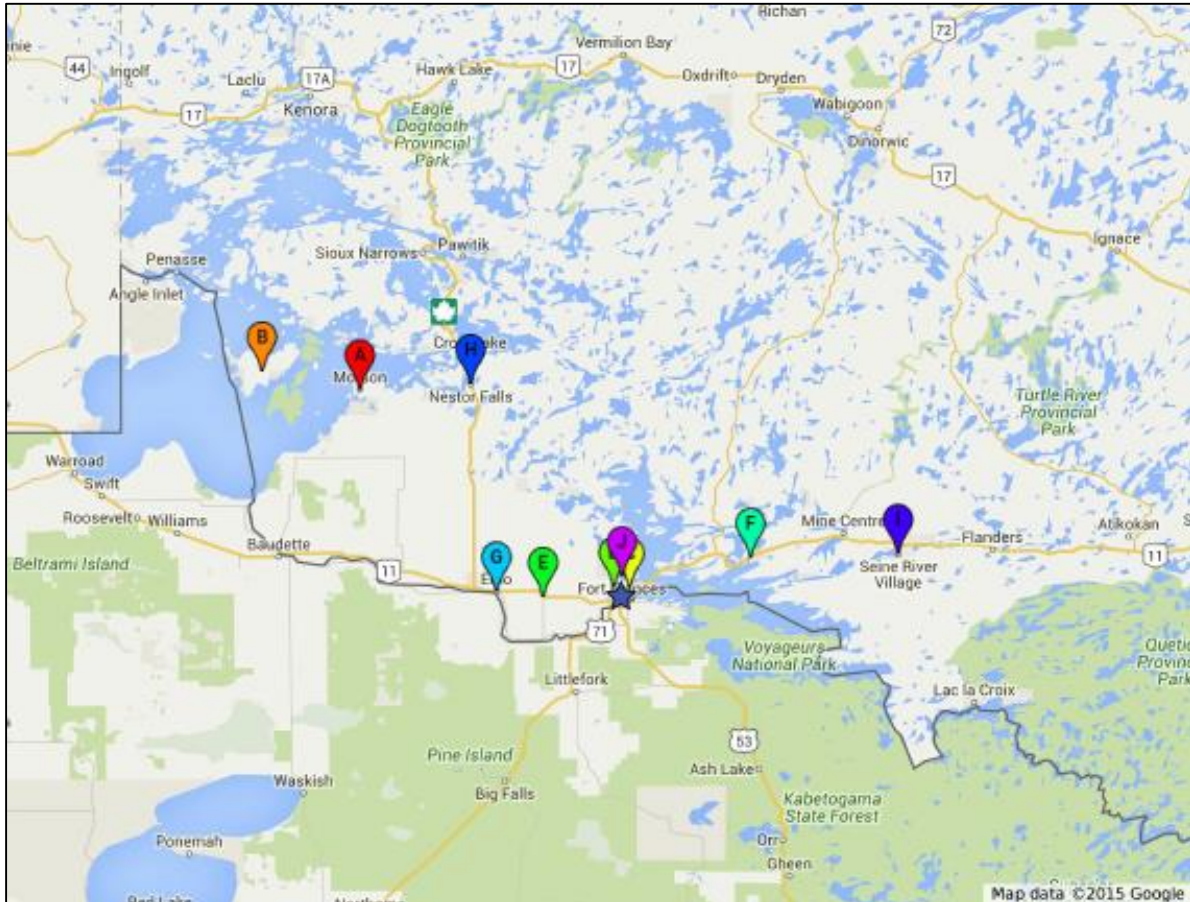 Richan
72
Vermilion Bay
nie
44
Ingolf
Laclu
17A
Hawk Lake
17
Oxdrift
Dryden
Kenora
17
Eagle
Dogtooth
Provincial
Park
Wabigoon
Dinorwic
17
Sioux Narrows
Pawitik
Ignace
Penasse
Angle Inlet
B
A
H
Nestor Falls
Turtle River
Provincial
Park
Warroad
Swift
Roosevelt
Williams
Baudette
11
G
E
J
F
Mine Centre
I
Seine River
Village
Flanders
Atikokan
11
Beltrami Island
71
Voyageurs
National Park
Provin
Park
Littlefork
Lac la Croix
Pine Island
53
Ash Lake
Waskish
Big Falls
Kabetogama
State Forest
Ponemah
Orr
Gheen
Map data ©2015 Google